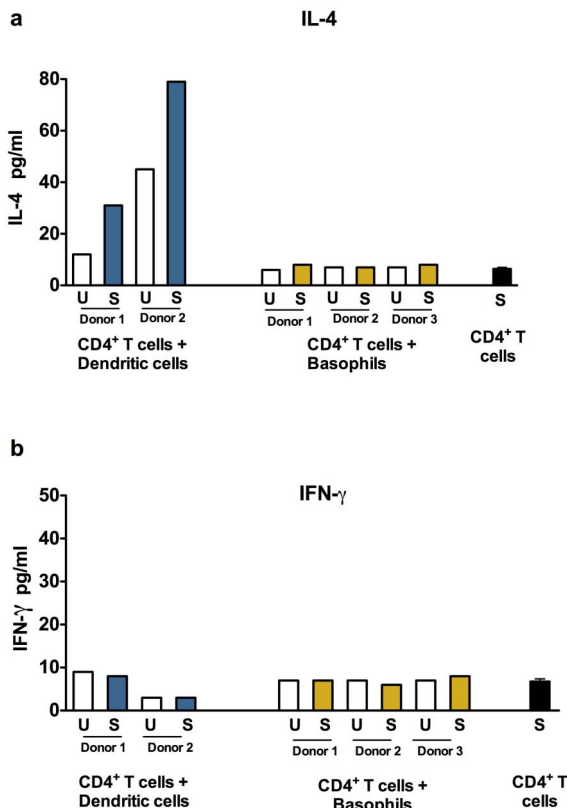 a
IL-4
80
60
40
20
0
IL-4 pg/ml
U S U S U S U S U S S
Donor 1 Donor 2 Donor 1 Donor 2 Donor 3
CD4⁺ T cells +
Dendritic cells
CD4⁺ T cells +
Basophils
CD4⁺ T
cells
b
IFN-γ
50
40
30
20
10
0
IFN-γ pg/ml
U S U S U S U S U S S
Donor 1 Donor 2 Donor 1 Donor 2 Donor 3
CD4⁺ T cells +
Dendritic cells
CD4⁺ T cells +
Basophils
CD4⁺ T
cells